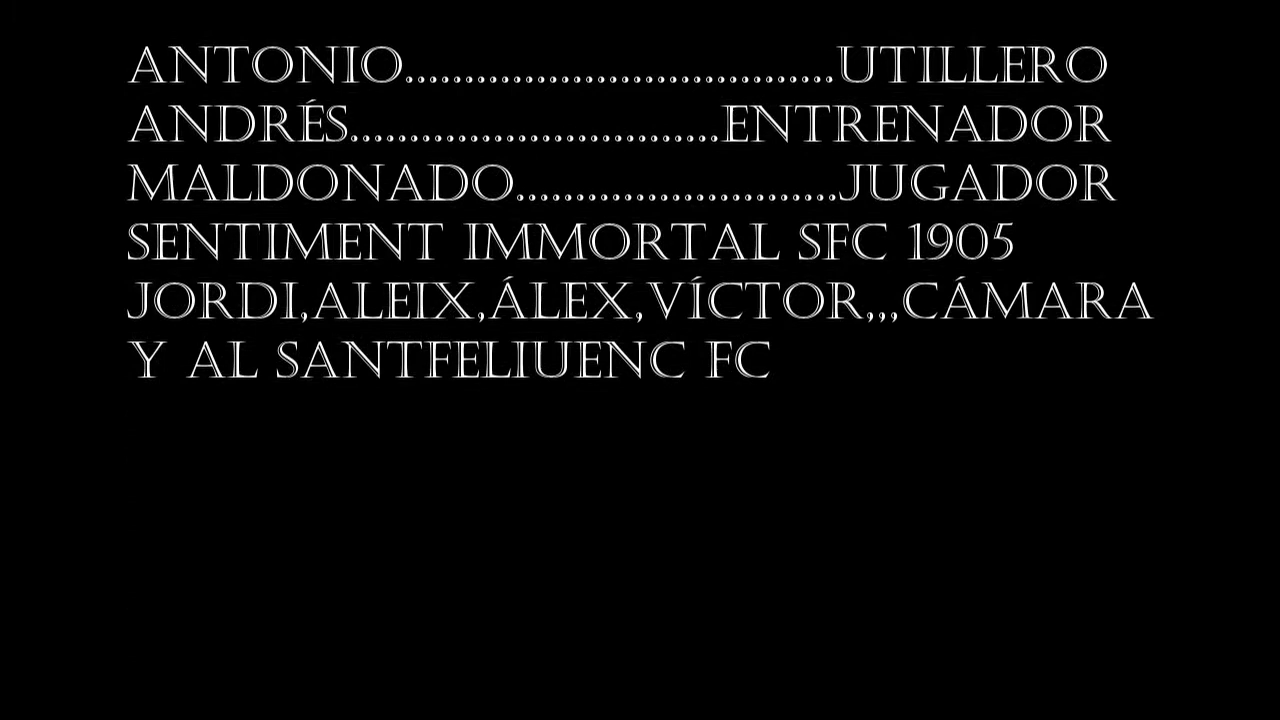 ANTONIO....................................UTILLERO
ANDRÉS...............................ENTRENADOR
MALDONADO...........................JUGADOR
SENTIMENT IMMORTAL SFC 1905
JORDI,ALEIX,ÁLEX,VÍCTOR,,,CÁMARA
Y AL SANTFELIUENC FC